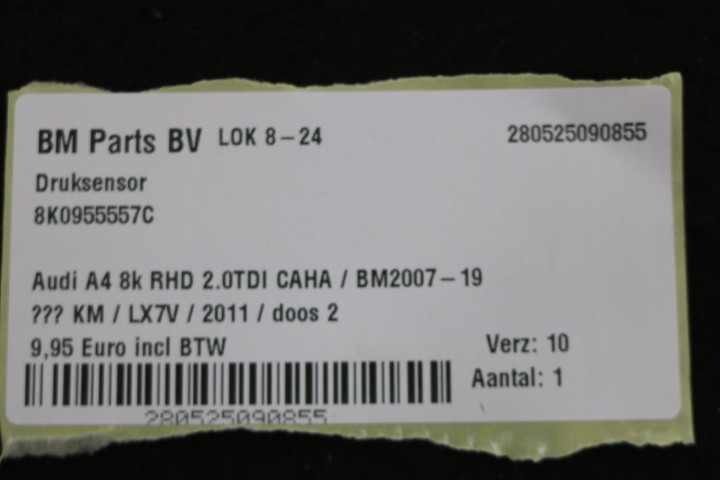 BM Parts BV LOK 8-24 280525090855
Druksensor
8K0955557C
Audi A4 8k RHD 2.0TDI CAHA / BM2007-19
??? KM / LX7V / 2011 / doos 2
9,95 Euro incl BTW Verz: 10
Aantal: 1
280525090855